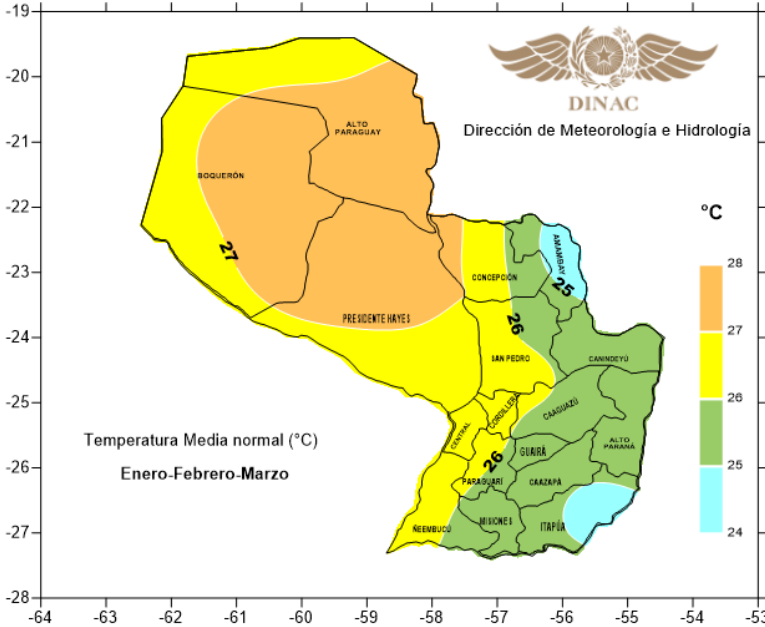 DINAC
Dirección de Meteorología e Hidrología
Temperatura Media normal (°C)
Enero-Febrero-Marzo
°C
28
27
26
25
24
-19
-20
-21
-22
-23
-24
-25
-26
-27
-28
-64
-63
-62
-61
-60
-59
-58
-57
-56
-55
-54
-53
ALTO
PARAGUAY
BOQUERÓN
27
PRESIDENTE HAYES
CONCEPCIÓN
AMAMBAY
25
26
SAN PEDRO
CANINDEYÚ
CORDILLERA
CAAGUAZÚ
CENTRAL
GUAIRÁ
ALTO
PARANÁ
26
PARAGUARÍ
CAAZAPÁ
ÑEEMBUCÚ
MISIONES
ITAPÚA